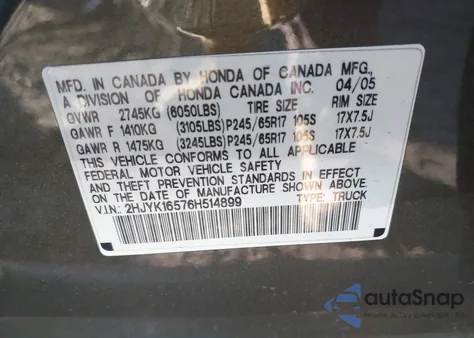 MFD. IN CANADA BY HONDA OF CANADA MFG.,
A DIVISION OF HONDA CANADA INC. 04/05
GVWR 2745KG (6050LBS) TIRE SIZE RIM SIZE
GAWR F 1410KG (3105LBS) P245/65R17 105S 17X7.5J
GAWR R 1475KG (3245LBS) P245/65R17 105S 17X7.5J
THIS VEHICLE CONFORMS TO ALL APPLICABLE
FEDERAL MOTOR VEHICLE SAFETY
AND THEFT PREVENTION STANDARDS IN EFFECT
ON THE DATE OF MANUFACTURE SHOWN ABOVE.
V.I.N.: 2HJYK16576H514899 TYPE: TRUCK
autoSnap